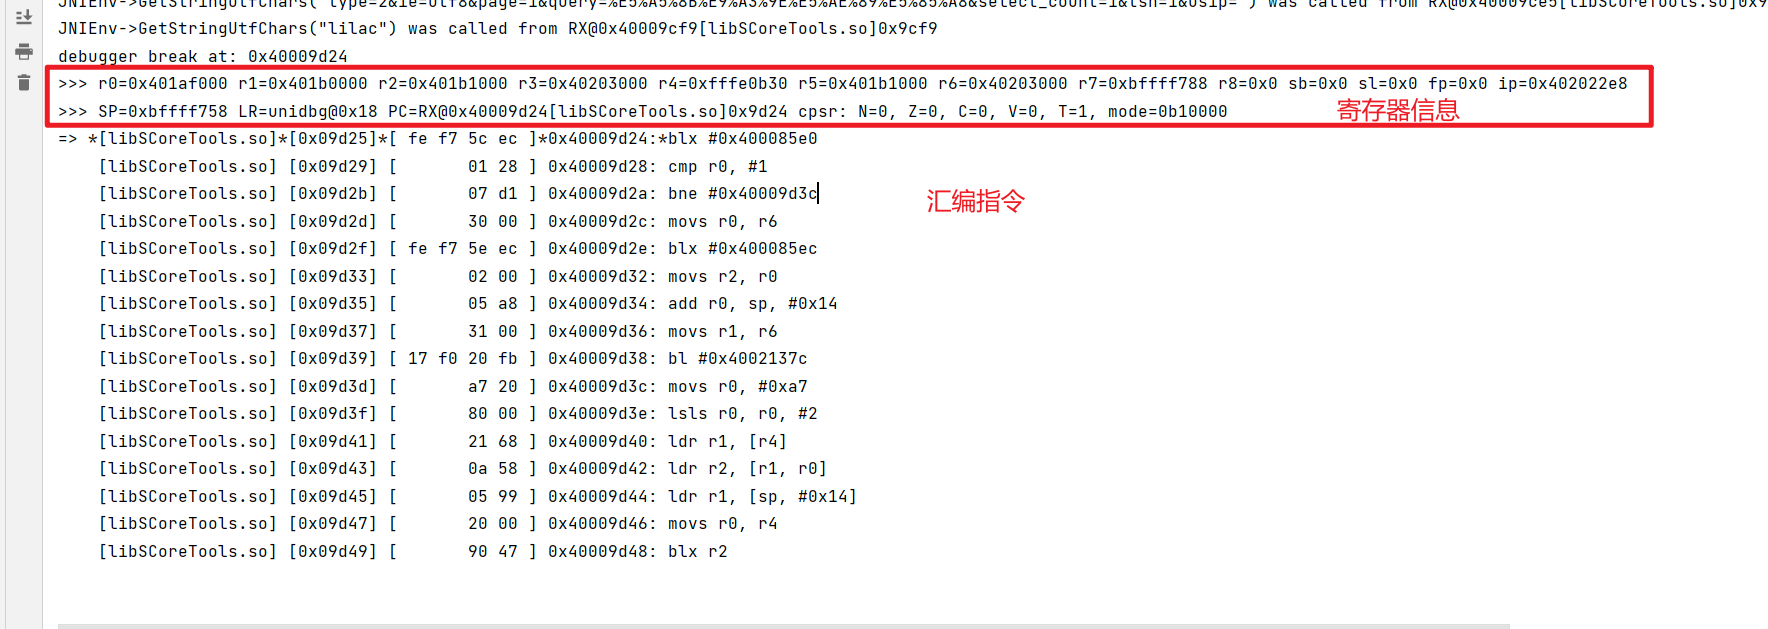 JNIEnv->GetStringUtfChars("type=2&ie=utf8&page=1&query=%E5%A5%8B%E9%A3%9E%E5%AE%89%E5%85%A8&select_count=1&tsn=1&usip=") was called from RX@0x40009ce5[libSCoreTools.so]0x9
JNIEnv->GetStringUtfChars("lilac") was called from RX@0x40009cf9[libSCoreTools.so]0x9cf9
debugger break at: 0x40009d24
>>> r0=0x401af000 r1=0x401b0000 r2=0x401b1000 r3=0x40203000 r4=0xfffe0b30 r5=0x401b1000 r6=0x40203000 r7=0xbffff788 r8=0x0 sb=0x0 sl=0x0 fp=0x0 ip=0x402022e8
>>> SP=0xbffff758 LR=unidbg@0x18 PC=RX@0x40009d24[libSCoreTools.so]0x9d24 cpsr: N=0, Z=0, C=0, V=0, T=1, mode=0b10000 寄存器信息
=> *[libSCoreTools.so]*[0x09d25]*[ fe f7 5c ec ]*0x40009d24:*blx #0x400085e0
[libSCoreTools.so] [0x09d29] [ 01 28 ] 0x40009d28: cmp r0, #1
[libSCoreTools.so] [0x09d2b] [ 07 d1 ] 0x40009d2a: bne #0x40009d3c 汇编指令
[libSCoreTools.so] [0x09d2d] [ 30 00 ] 0x40009d2c: movs r0, r6
[libSCoreTools.so] [0x09d2f] [ fe f7 5e ec ] 0x40009d2e: blx #0x400085ec
[libSCoreTools.so] [0x09d33] [ 02 00 ] 0x40009d32: movs r2, r0
[libSCoreTools.so] [0x09d35] [ 05 a8 ] 0x40009d34: add r0, sp, #0x14
[libSCoreTools.so] [0x09d37] [ 31 00 ] 0x40009d36: movs r1, r6
[libSCoreTools.so] [0x09d39] [ 17 f0 20 fb ] 0x40009d38: bl #0x4002137c
[libSCoreTools.so] [0x09d3d] [ a7 20 ] 0x40009d3c: movs r0, #0xa7
[libSCoreTools.so] [0x09d3f] [ 80 00 ] 0x40009d3e: lsls r0, r0, #2
[libSCoreTools.so] [0x09d41] [ 21 68 ] 0x40009d40: ldr r1, [r4]
[libSCoreTools.so] [0x09d43] [ 0a 58 ] 0x40009d42: ldr r2, [r1, r0]
[libSCoreTools.so] [0x09d45] [ 05 99 ] 0x40009d44: ldr r1, [sp, #0x14]
[libSCoreTools.so] [0x09d47] [ 20 00 ] 0x40009d46: movs r0, r4
[libSCoreTools.so] [0x09d49] [ 90 47 ] 0x40009d48: blx r2